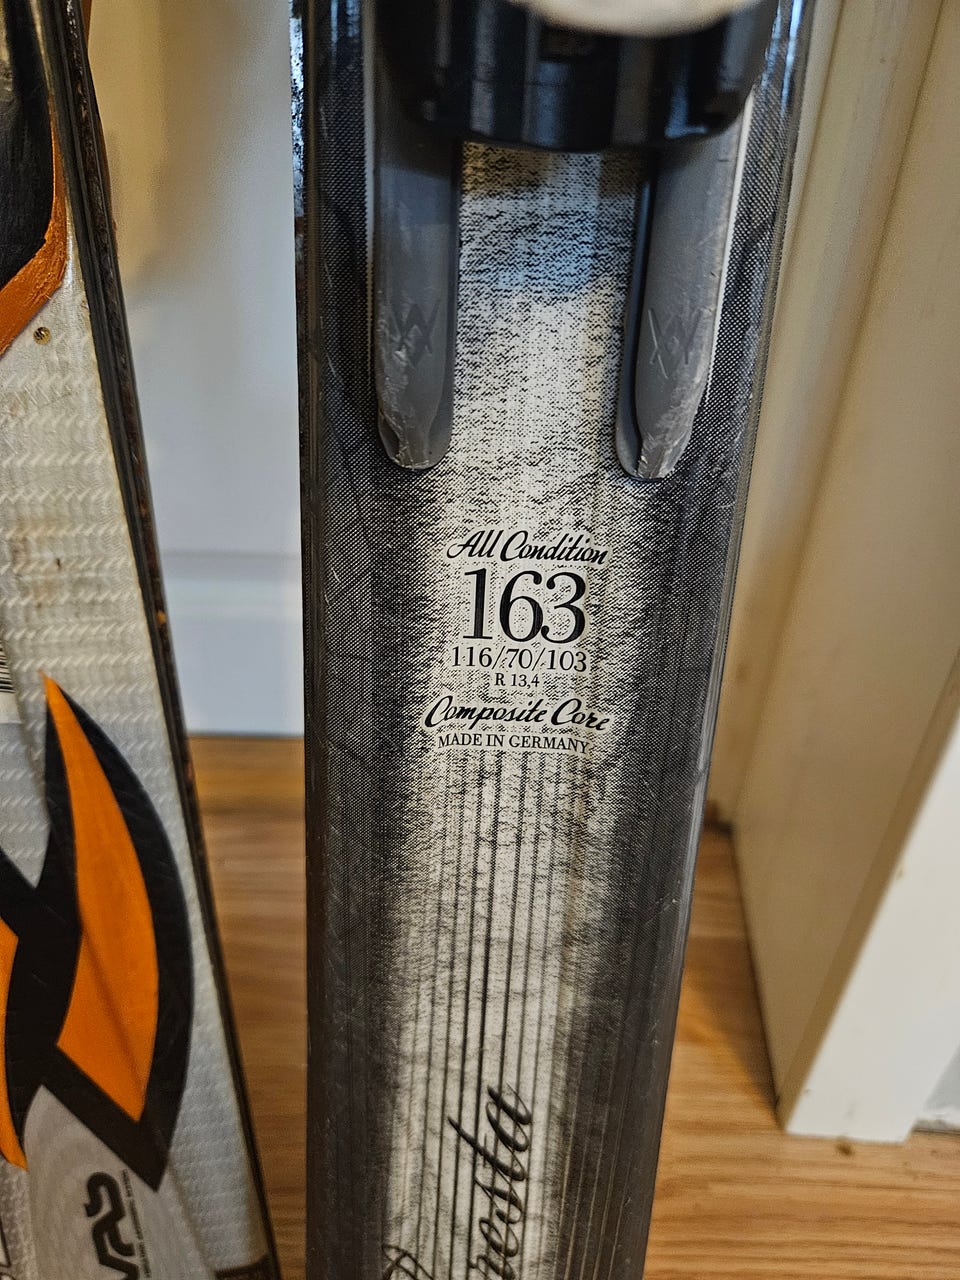 All Condition
163
116/70/103
R 13,4
Composite Core
MADE IN GERMANY